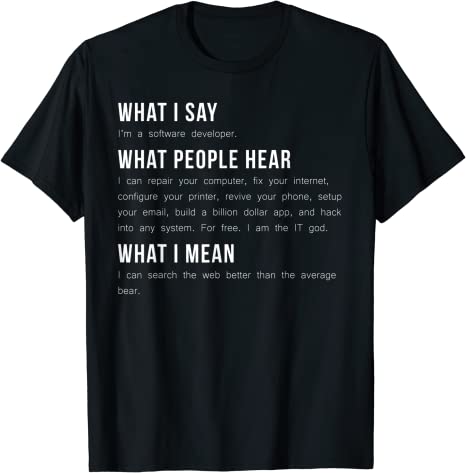 WHAT I SAY
I'm a software developer.
WHAT PEOPLE HEAR
I can repair your computer, fix your internet,
configure your printer, revive your phone, setup
your email, build a billion dollar app, and hack
into any system. For free. I am the IT god.
WHAT I MEAN
I can search the web better than the average
bear.